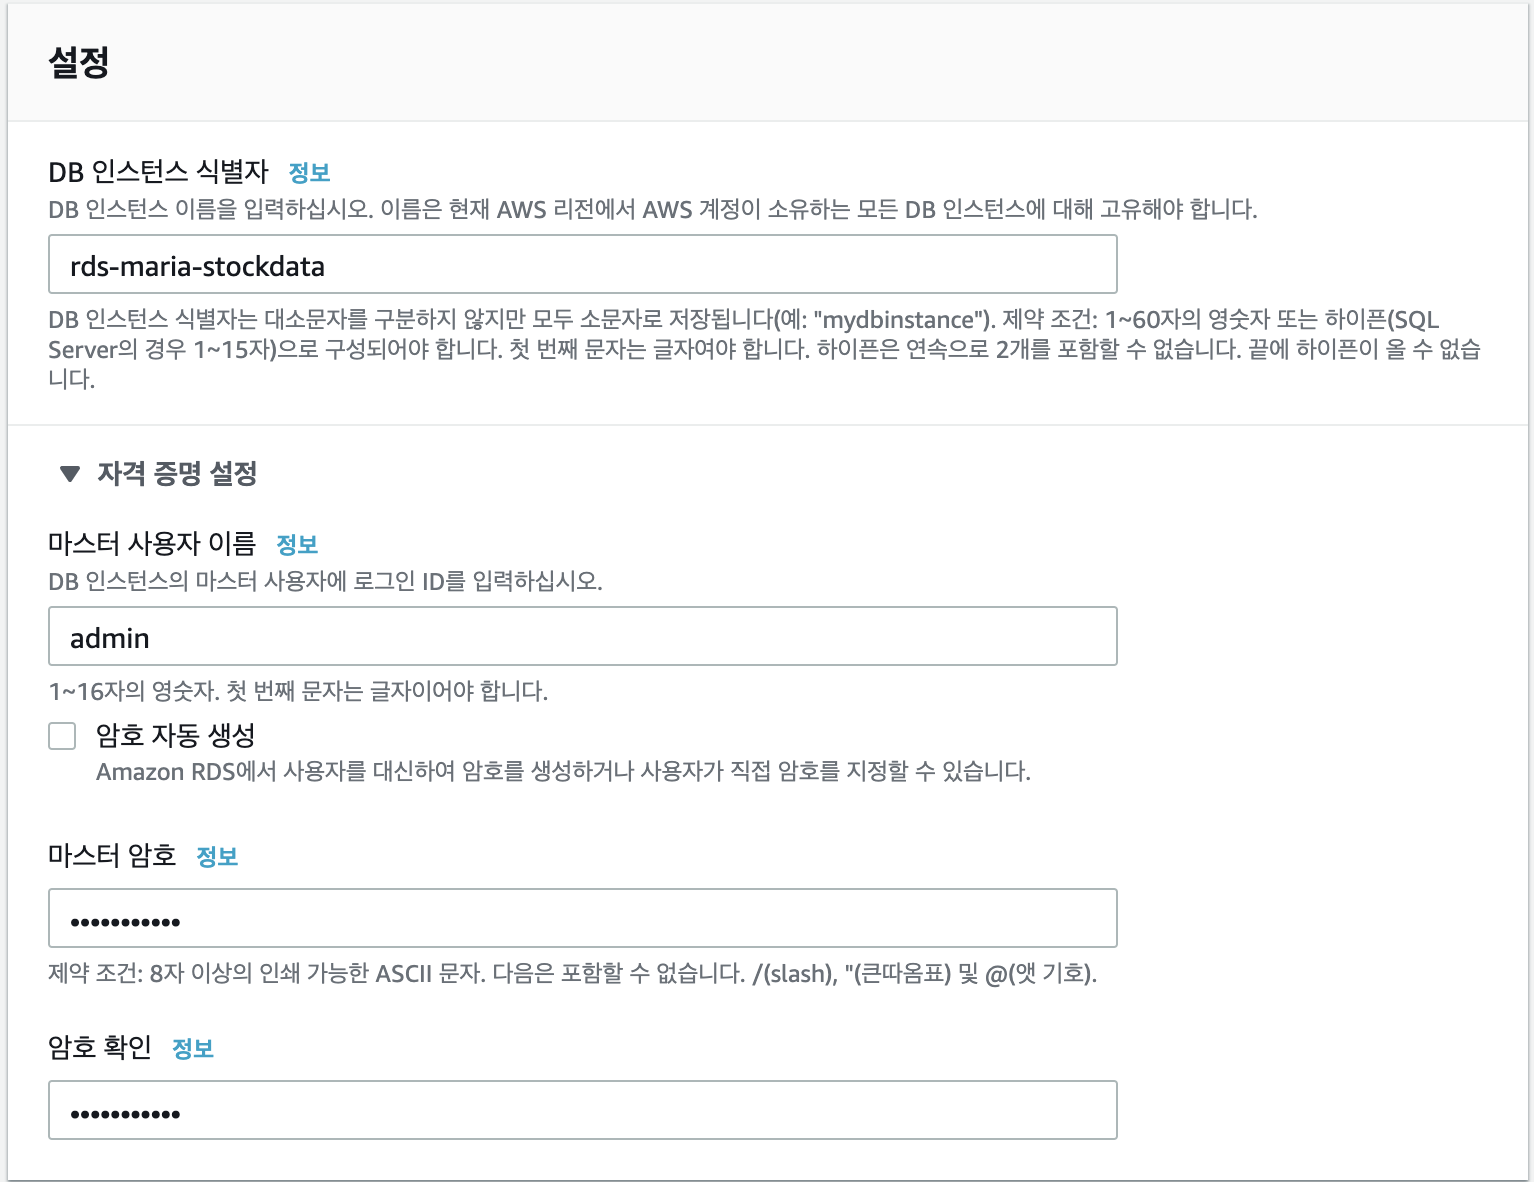 설정
DB 인스턴스 식별자 정보
DB 인스턴스 이름을 입력하십시오. 이름은 현재 AWS 리전에서 AWS 계정이 소유하는 모든 DB 인스턴스에 대해 고유해야 합니다.
rds-maria-stockdata
DB 인스턴스 식별자는 대소문자를 구분하지 않지만 모두 소문자로 저장됩니다(예: "mydbinstance"). 제약 조건: 1~60자의 영숫자 또는 하이픈(SQL
Server의 경우 1~15자)으로 구성되어야 합니다. 첫 번째 문자는 글자여야 합니다. 하이픈은 연속으로 2개를 포함할 수 없습니다. 끝에 하이픈이 올 수 없습
니다.
▼ 자격 증명 설정
마스터 사용자 이름 정보
DB 인스턴스의 마스터 사용자에 로그인 ID를 입력하십시오.
admin
1~16자의 영숫자. 첫 번째 문자는 글자이어야 합니다.
암호 자동 생성
Amazon RDS에서 사용자를 대신하여 암호를 생성하거나 사용자가 직접 암호를 지정할 수 있습니다.
마스터 암호 정보
•••••••••••
제약 조건: 8자 이상의 인쇄 가능한 ASCII 문자. 다음은 포함할 수 없습니다. /(slash), "(큰따옴표) 및 @(앳 기호).
암호 확인 정보
•••••••••••